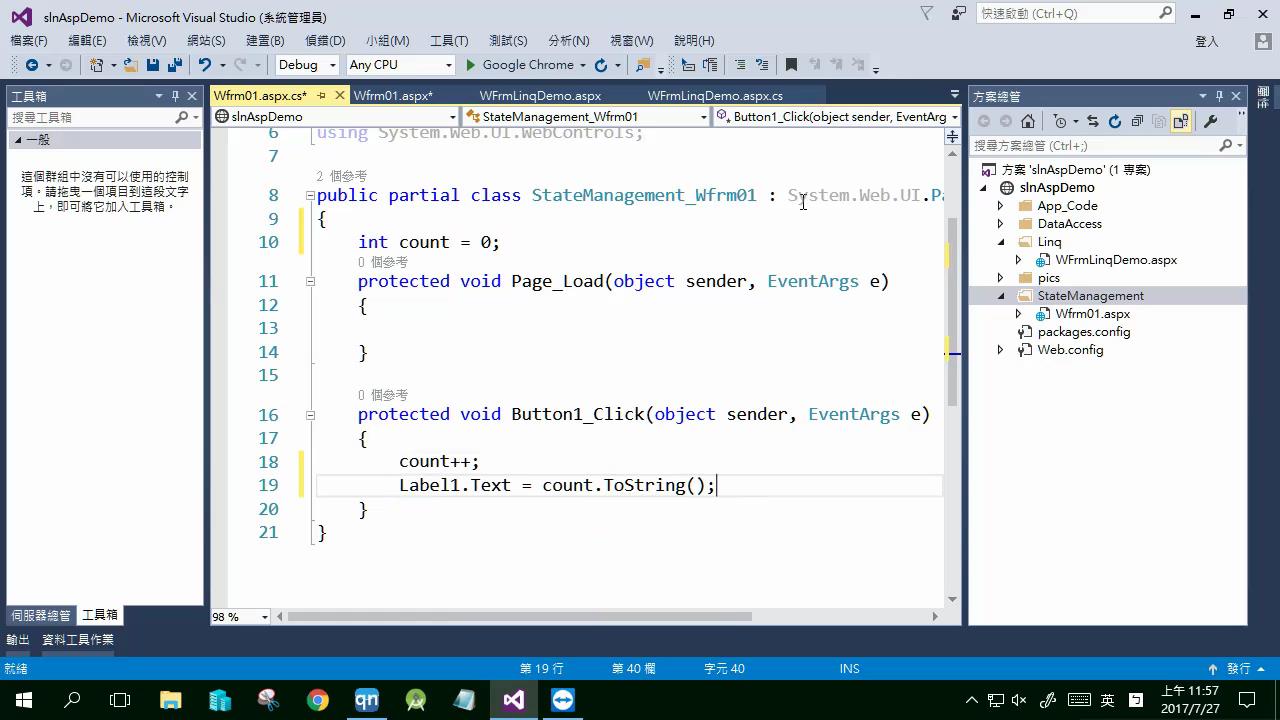 slnAspDemo - Microsoft Visual Studio (系統管理員)
快速啟動 (Ctrl+Q)
檔案(F) 編輯(E) 檢視(V) 網站(S) 建置(B) 偵錯(D) 小組(M) 工具(T) 測試(S) 分析(N) 視窗(W) 說明(H)
登入
Debug Any CPU Google Chrome
工具箱
搜尋工具箱
一般
這個群組中沒有可以使用的控制
項。請拖曳一個項目到這段文字
上，即可將它加入工具箱。
伺服器總管 工具箱
Wfrm01.aspx.cs* Wfrm01.aspx* WFrmLinqDemo.aspx WFrmLinqDemo.aspx.cs
slnAspDemo StateManagement_Wfrm01 Button1_Click(object sender, EventArg
6 using System.Web.UI.WebControls;
7
2 個參考
8 public partial class StateManagement_Wfrm01 : System.Web.UI.Pa
9 {
10 int count = 0;
0 個參考
11 protected void Page_Load(object sender, EventArgs e)
12 {
13
14 }
15
0 個參考
16 protected void Button1_Click(object sender, EventArgs e)
17 {
18 count++;
19 Label1.Text = count.ToString();
20 }
21 }
98 %
方案總管
搜尋方案總管 (Ctrl+;)
方案 'slnAspDemo' (1 專案)
slnAspDemo
App_Code
DataAccess
Linq
WFrmLinqDemo.aspx
pics
StateManagement
Wfrm01.aspx
packages.config
Web.config
輸出 資料工具作業
就緒 第 19 行 第 40 欄 字元 40 INS 發行
qn
英
上午 11:57
2017/7/27